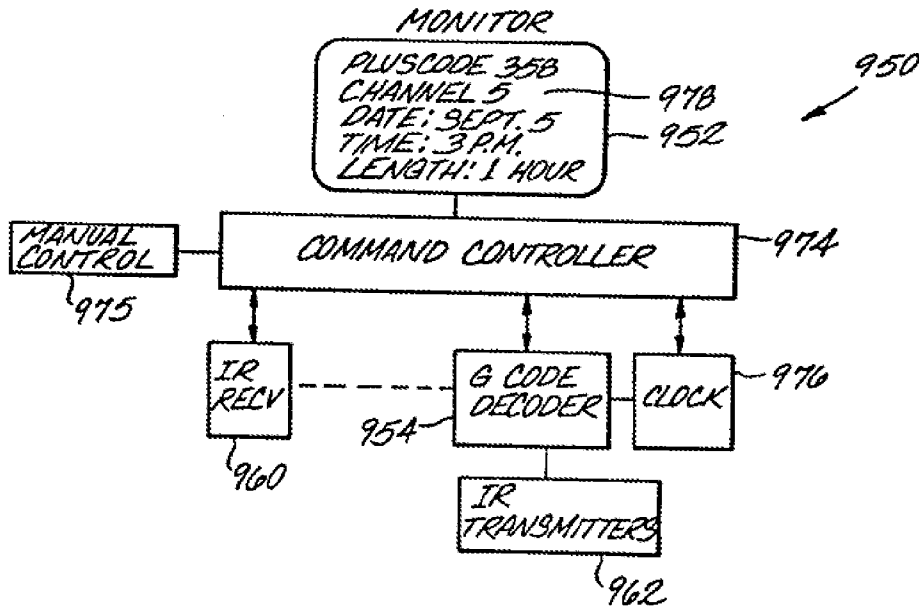 MONITOR
PLUSCODE 358
CHANNEL 5
DATE: SEPT. 5
TIME: 3 P.M.
LENGTH: 1 HOUR
978
952
950
MANUAL
CONTROL
975
COMMAND CONTROLLER
974
IR
RECV
960
G CODE
DECODER
954
CLOCK
976
IR
TRANSMITTERS
962